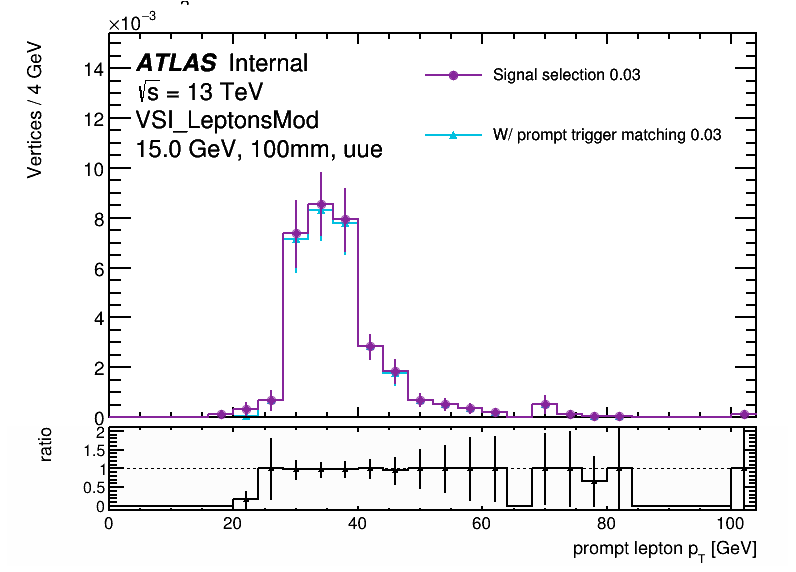 ×10⁻³
Vertices / 4 GeV
ATLAS Internal
√s = 13 TeV
VSI_LeptonsMod
15.0 GeV, 100mm, uue
Signal selection 0.03
W/ prompt trigger matching 0.03
14
12
10
8
6
4
2
0
ratio
2
1.5
1
0.5
0
0 20 40 60 80 100
prompt lepton p_T [GeV]